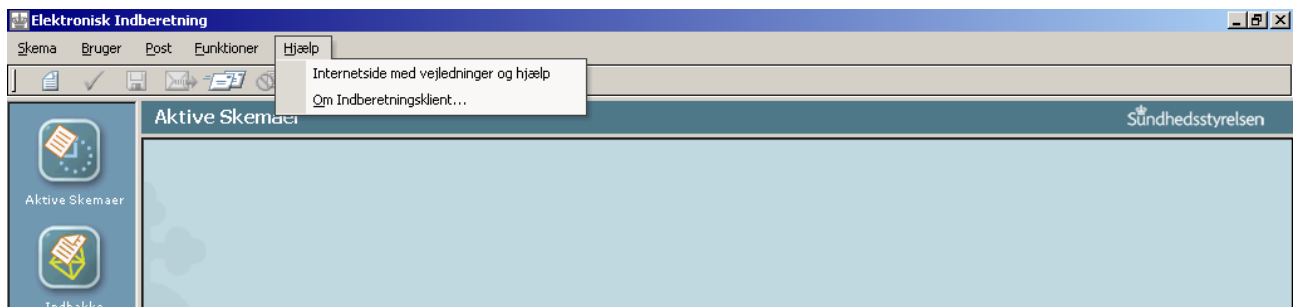 Elektronisk Indberetning
Skema Bruger Post Funktioner Hjælp
Internetside med vejledninger og hjælp
Om Indberetningsklient...
Aktive Skemaer
Sundhedsstyrelsen
Aktive Skemaer
Indbakke